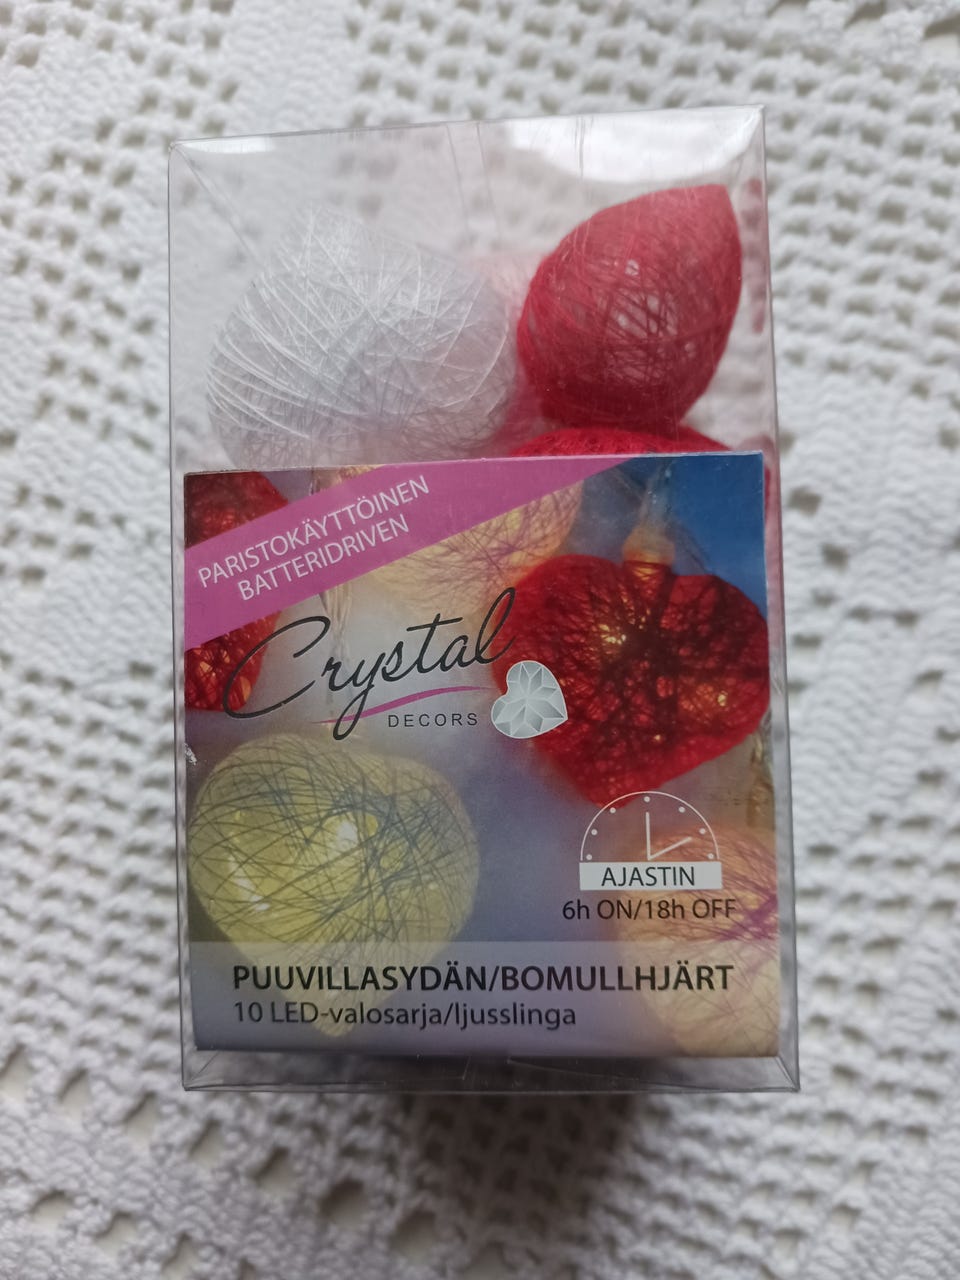 PARISTOKÄYTTÖINEN
BATTERIDRIVEN
Crystal
DECORS
AJASTIN
6h ON/18h OFF
PUUVILLASYDÄN/BOMULLHJÄRT
10 LED-valosarja/ljusslinga